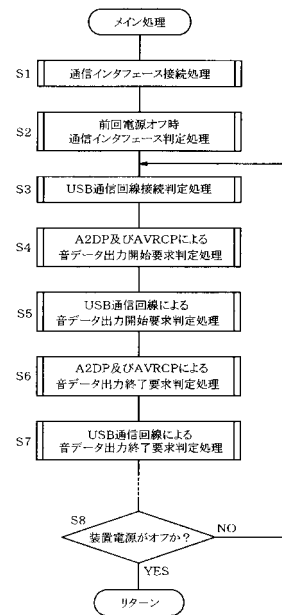 メイン処理
S1
通信インタフェース接続処理
S2
前回電源オフ時
通信インタフェース判定処理
S3
USB通信回線接続判定処理
S4
A2DP及びAVRCPによる
音データ出力開始要求判定処理
S5
USB通信回線による
音データ出力開始要求判定処理
S6
A2DP及びAVRCPによる
音データ出力終了要求判定処理
S7
USB通信回線による
音データ出力終了要求判定処理
S8
装置電源がオフか?
NO
YES
リターン